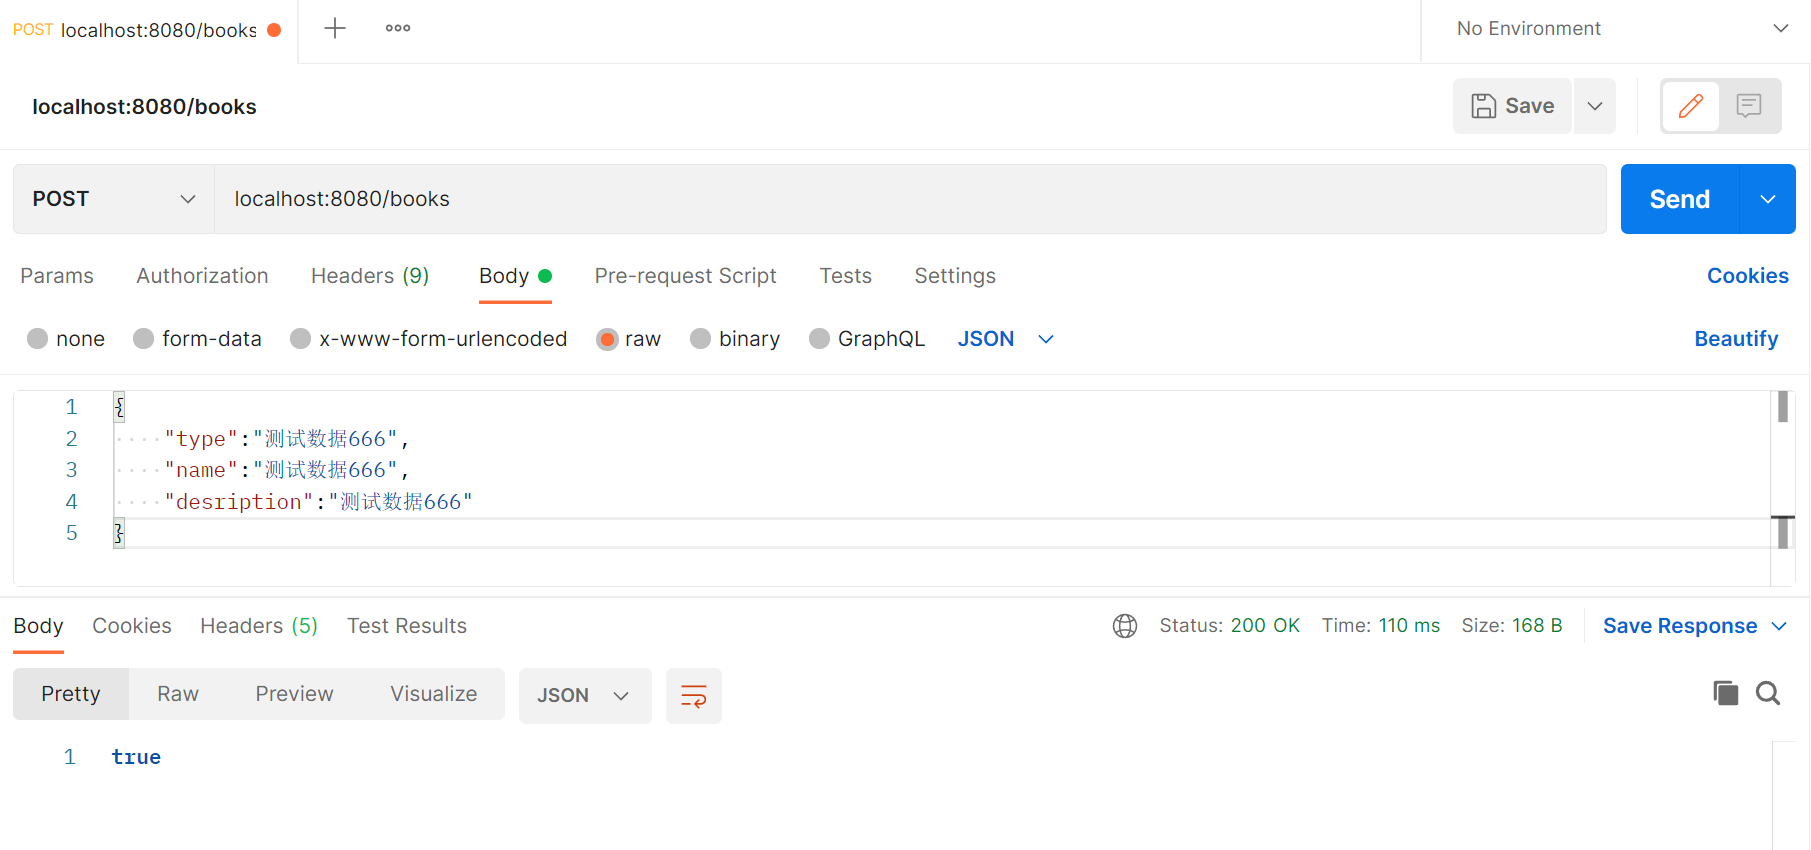 POST localhost:8080/books
No Environment
localhost:8080/books
Save
POST localhost:8080/books Send
Params Authorization Headers (9) Body Pre-request Script Tests Settings Cookies
none form-data x-www-form-urlencoded raw binary GraphQL JSON Beautify
1 {
2 "type":"测试数据666",
3 "name":"测试数据666",
4 "desription":"测试数据666"
5 }
Body Cookies Headers (5) Test Results Status: 200 OK Time: 110 ms Size: 168 B Save Response
Pretty Raw Preview Visualize JSON
1 true